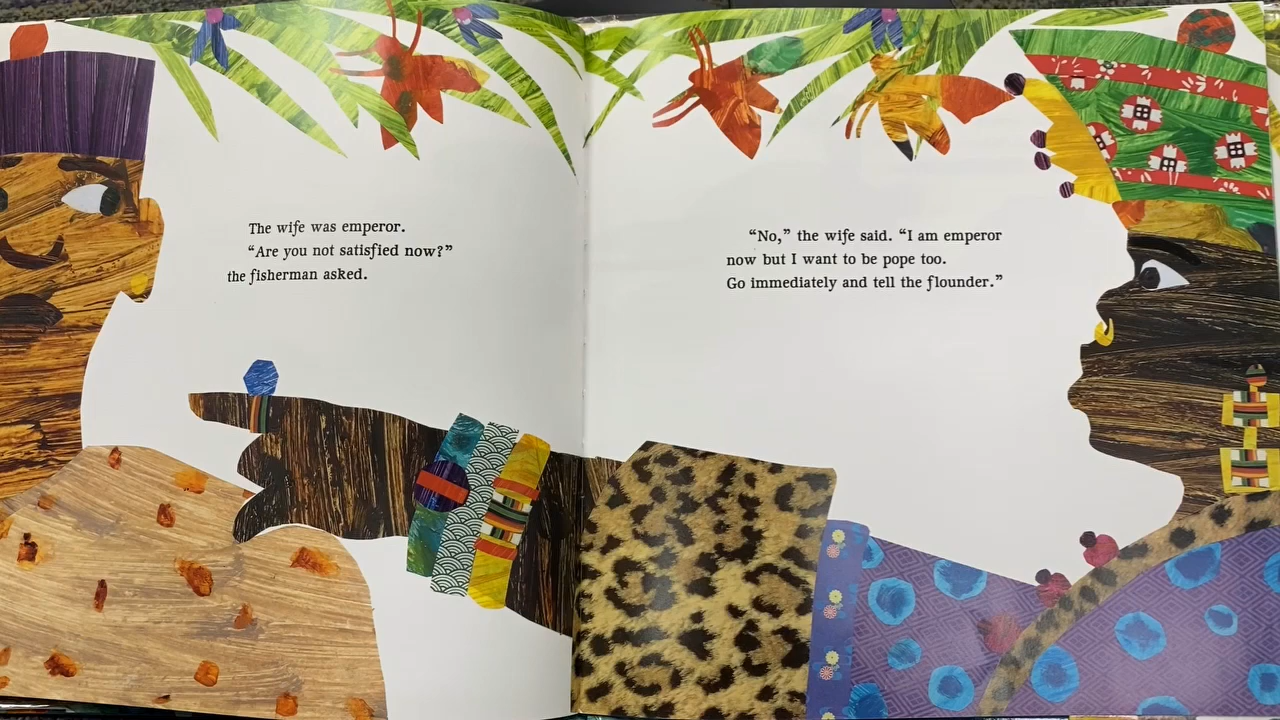 The wife was emperor.
“Are you not satisfied now?”
the fisherman asked.
“No,” the wife said. “I am emperor
now but I want to be pope too.
Go immediately and tell the flounder.”